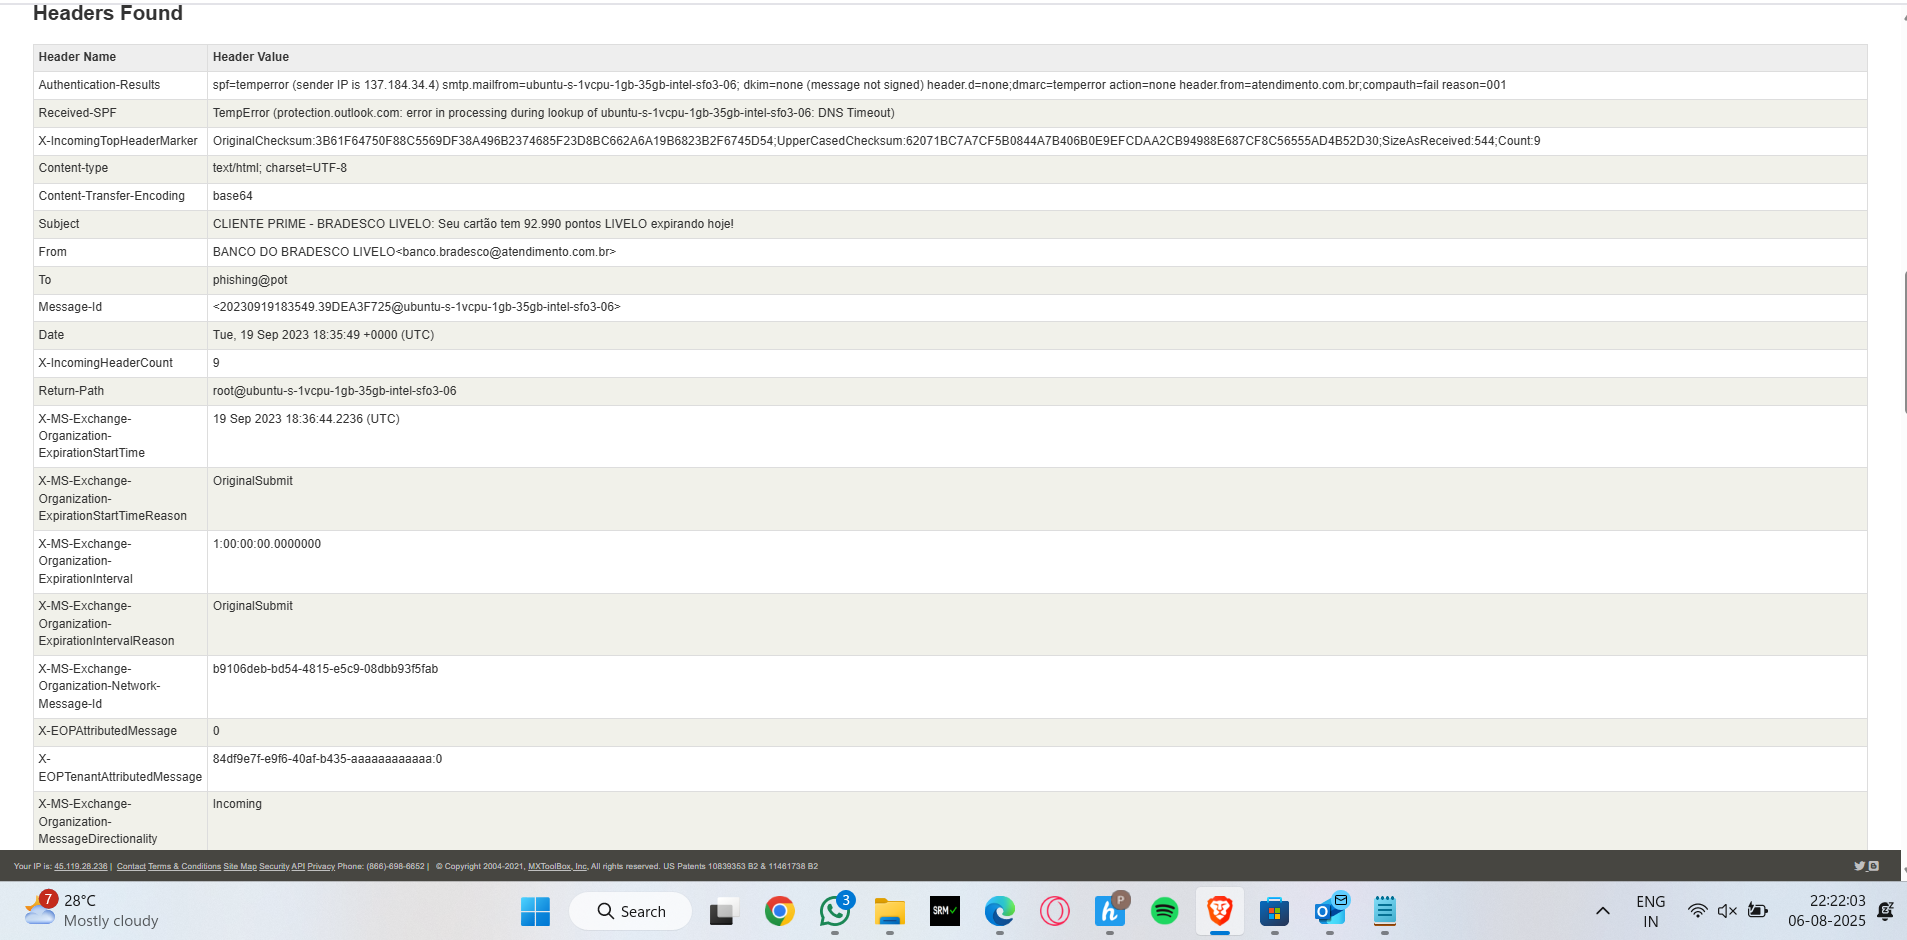 Headers Found
Header Name Header Value
Authentication-Results spf=temperror (sender IP is 137.184.34.4) smtp.mailfrom=ubuntu-s-1vcpu-1gb-35gb-intel-sfo3-06; dkim=none (message not signed) header.d=none;dmarc=temperror action=none header.from=atendimento.com.br;compauth=fail reason=001
Received-SPF TempError (protection.outlook.com: error in processing during lookup of ubuntu-s-1vcpu-1gb-35gb-intel-sfo3-06: DNS Timeout)
X-IncomingTopHeaderMarker OriginalChecksum:3B61F64750F88C5569DF38A496B2374685F23D8BC662A6A19B6823B2F6745D54;UpperCasedChecksum:62071BC7A7CF5B0844A7B406B0E9EFCDAA2CB94988E687CF8C56555AD4B52D30;SizeAsReceived:544;Count:9
Content-type text/html; charset=UTF-8
Content-Transfer-Encoding base64
Subject CLIENTE PRIME - BRADESCO LIVELO: Seu cartão tem 92.990 pontos LIVELO expirando hoje!
From BANCO DO BRADESCO LIVELO<banco.bradesco@atendimento.com.br>
To phishing@pot
Message-Id <20230919183549.39DEA3F725@ubuntu-s-1vcpu-1gb-35gb-intel-sfo3-06>
Date Tue, 19 Sep 2023 18:35:49 +0000 (UTC)
X-IncomingHeaderCount 9
Return-Path root@ubuntu-s-1vcpu-1gb-35gb-intel-sfo3-06
X-MS-Exchange- 19 Sep 2023 18:36:44.2236 (UTC)
Organization-
ExpirationStartTime
X-MS-Exchange- OriginalSubmit
Organization-
ExpirationStartTimeReason
X-MS-Exchange- 1:00:00:00.0000000
Organization-
ExpirationInterval
X-MS-Exchange- OriginalSubmit
Organization-
ExpirationIntervalReason
X-MS-Exchange- b9106deb-bd54-4815-e5c9-08dbb93f5fab
Organization-Network-
Message-Id
X-EOPAttributedMessage 0
X- 84df9e7f-e9f6-40af-b435-aaaaaaaaaaaa:0
EOPTenantAttributedMessage
X-MS-Exchange- Incoming
Organization-
MessageDirectionality
Your IP is: 45.119.28.236 | Contact Terms & Conditions Site Map Security API Privacy Phone: (866)-698-6652 | © Copyright 2004-2021, MXToolBox, Inc, All rights reserved. US Patents 10839353 B2 & 11461738 B2
7 28°C
Mostly cloudy
Search
3
SRM
P
ENG
IN
22:22:03
06-08-2025